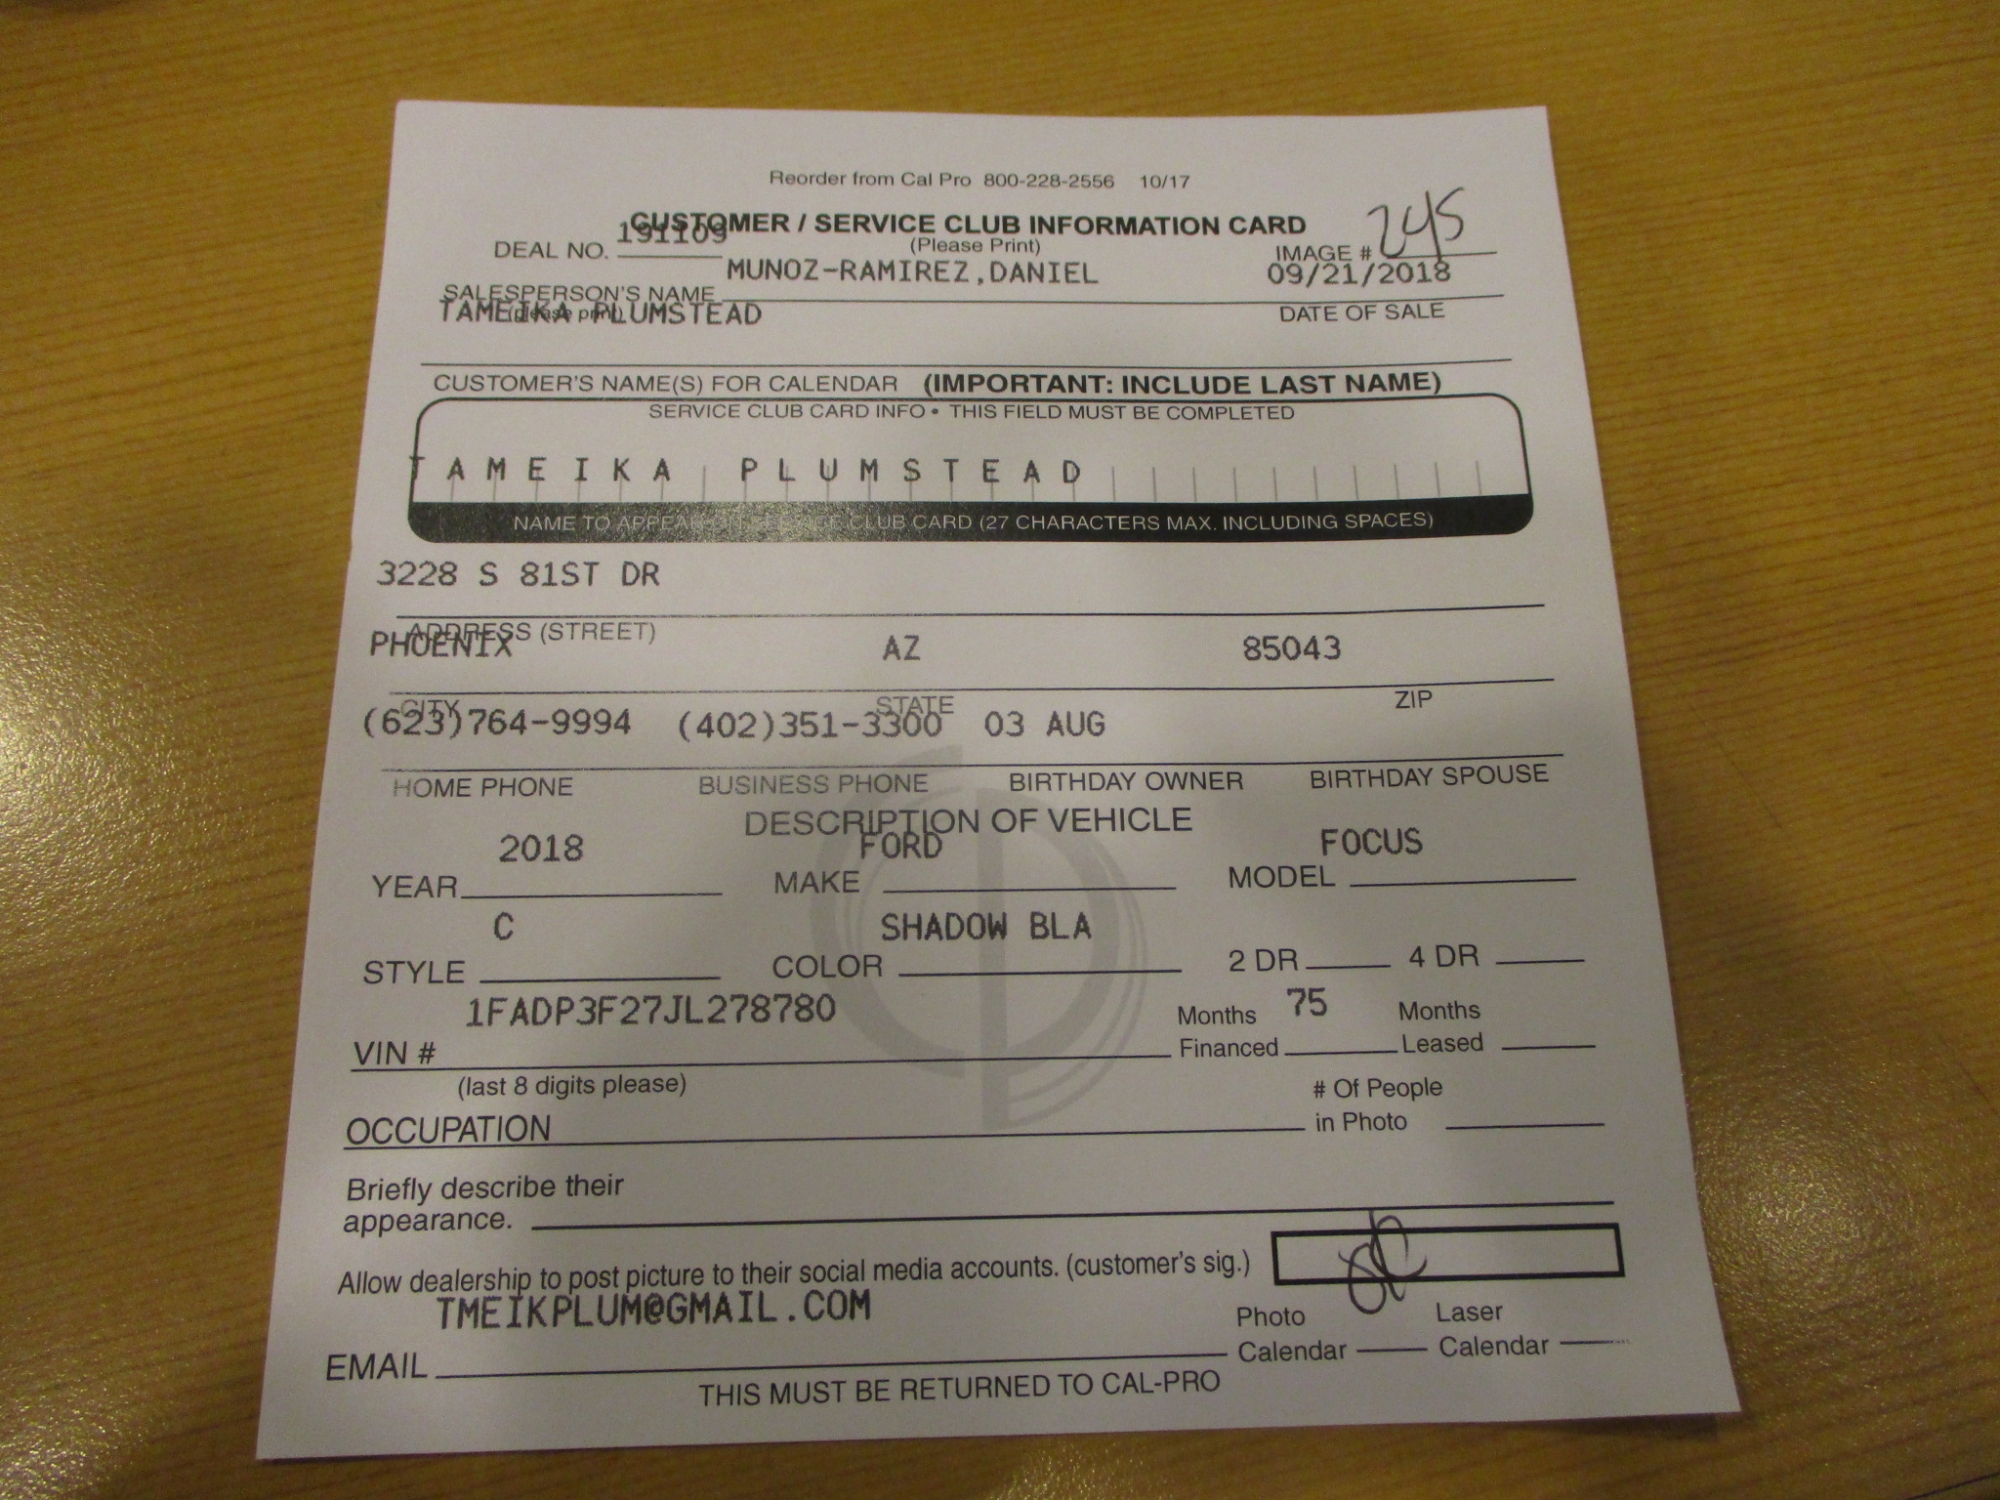 Reorder from Cal Pro 800-228-2556 10/17
CUSTOMER / SERVICE CLUB INFORMATION CARD
(Please Print)
DEAL NO. 191109
IMAGE # 245
MUNOZ-RAMIREZ,DANIEL 09/21/2018
SALESPERSON'S NAME
(please print)
DATE OF SALE
TAMEIKA PLUMSTEAD
CUSTOMER'S NAME(S) FOR CALENDAR (IMPORTANT: INCLUDE LAST NAME)
SERVICE CLUB CARD INFO • THIS FIELD MUST BE COMPLETED
TAMEIKA PLUMSTEAD
NAME TO APPEAR ON SERVICE CLUB CARD (27 CHARACTERS MAX. INCLUDING SPACES)
3228 S 81ST DR
ADDRESS (STREET)
PHOENIX AZ 85043
CITY STATE ZIP
(623)764-9994 (402)351-3300 03 AUG
HOME PHONE BUSINESS PHONE BIRTHDAY OWNER BIRTHDAY SPOUSE
DESCRIPTION OF VEHICLE
2018 FORD FOCUS
YEAR MAKE MODEL
C SHADOW BLA
STYLE COLOR 2 DR 4 DR
1FADP3F27JL278780 Months 75 Months
VIN # Financed Leased
(last 8 digits please) # Of People
OCCUPATION in Photo
Briefly describe their
appearance.
Allow dealership to post picture to their social media accounts. (customer's sig.)
TMEIKPLUM@GMAIL.COM Photo Laser
EMAIL Calendar Calendar
THIS MUST BE RETURNED TO CAL-PRO